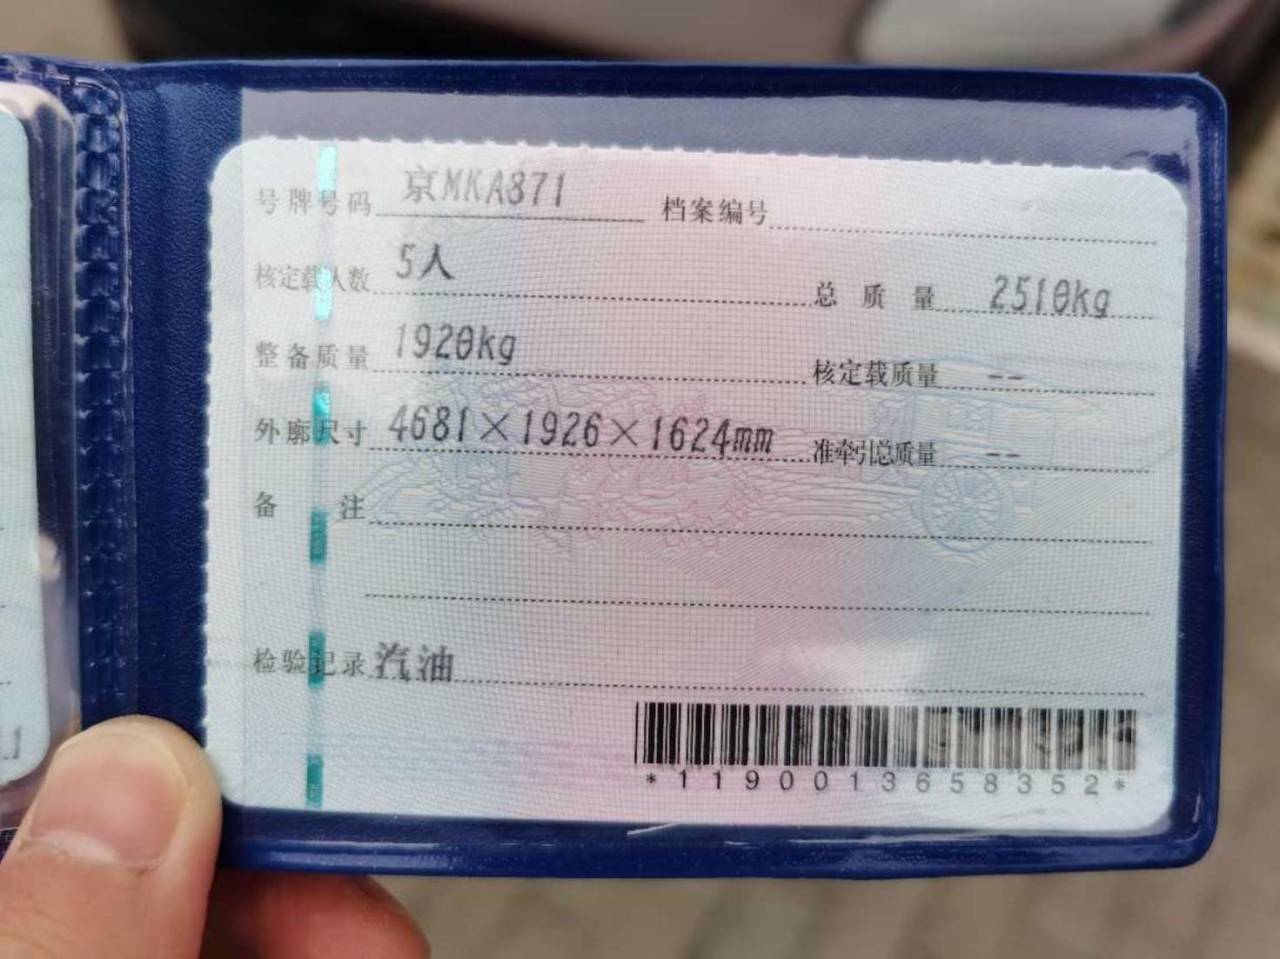 号牌号码 京MKA871 档案编号
核定载人数 5人 总质量 2510kg
整备质量 1920kg 核定载质量 --
外廓尺寸 4681×1926×1624mm 准牵引总质量 --
备注
检验记录 汽油
*1190013658352*